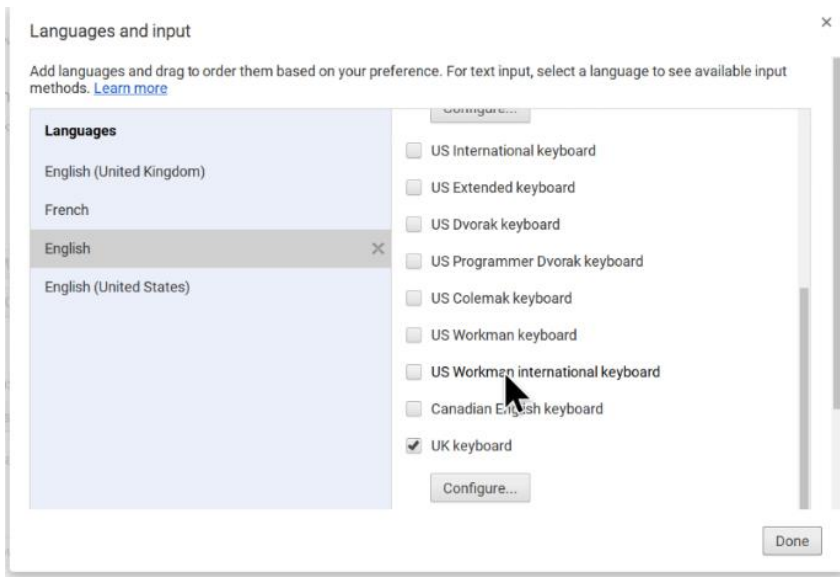 Languages and input
Add languages and drag to order them based on your preference. For text input, select a language to see available input
methods. Learn more
Languages
English (United Kingdom)
French
English
English (United States)
Configure...
US International keyboard
US Extended keyboard
US Dvorak keyboard
US Programmer Dvorak keyboard
US Colemak keyboard
US Workman keyboard
US Workman international keyboard
Canadian English keyboard
UK keyboard
Configure...
Done